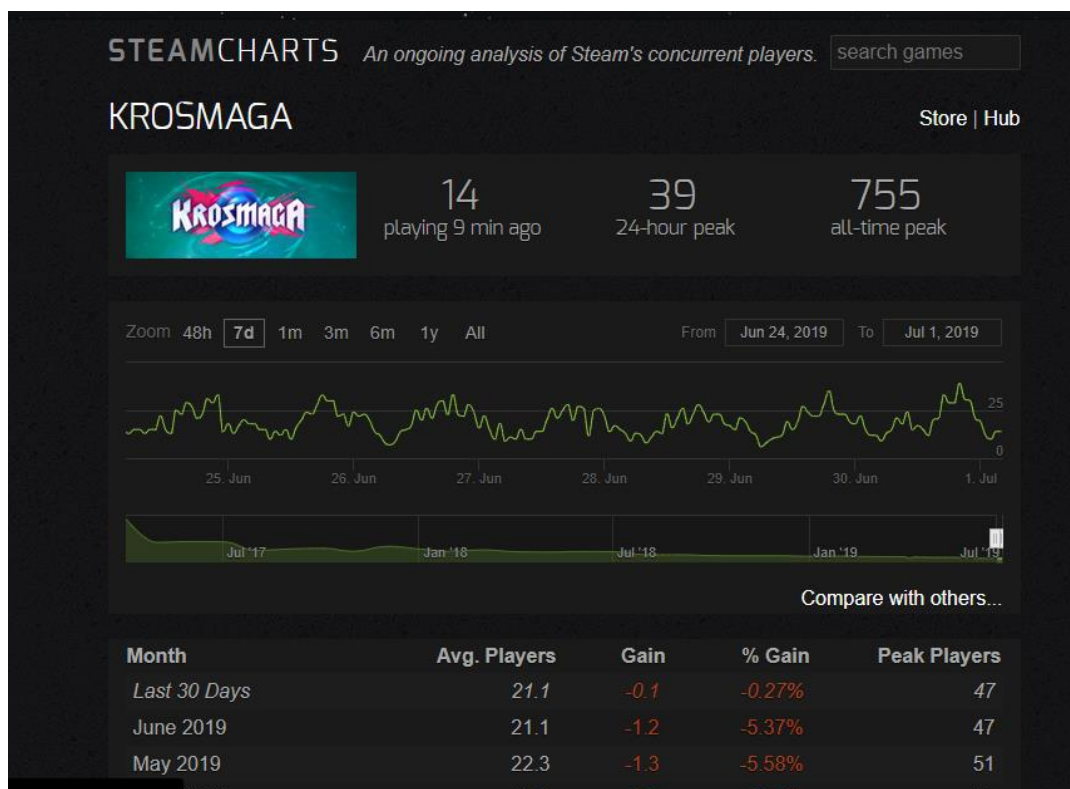 STEAMCHARTS An ongoing analysis of Steam's concurrent players. search games
KROSMAGA Store | Hub
KROSMAGA
14 39 755
playing 9 min ago 24-hour peak all-time peak
Zoom 48h 7d 1m 3m 6m 1y All From Jun 24, 2019 To Jul 1, 2019
25
0
25. Jun 26. Jun 27. Jun 28. Jun 29. Jun 30. Jun 1. Jul
Jul '17 Jan '18 Jul '18 Jan '19 Jul '19
Compare with others...
Month Avg. Players Gain % Gain Peak Players
Last 30 Days 21.1 -0.1 -0.27% 47
June 2019 21.1 -1.2 -5.37% 47
May 2019 22.3 -1.3 -5.58% 51